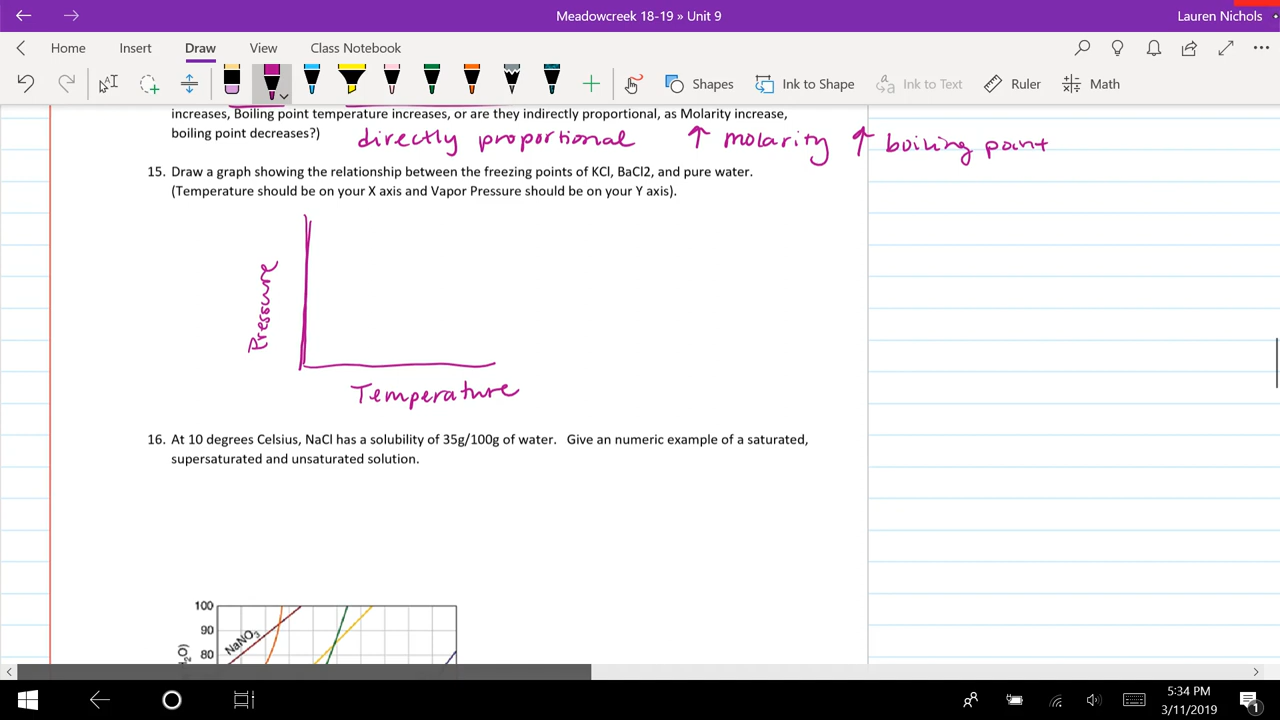 Meadowcreek 18-19 » Unit 9
Lauren Nichols
Home Insert Draw View Class Notebook
Shapes Ink to Shape Ink to Text Ruler Math
increases, Boiling point temperature increases, or are they indirectly proportional, as Molarity increase,
boiling point decreases?) directly proportional ↑ molarity ↑ boiling point
15. Draw a graph showing the relationship between the freezing points of KCl, BaCl2, and pure water.
(Temperature should be on your X axis and Vapor Pressure should be on your Y axis).
Pressure
Temperature
16. At 10 degrees Celsius, NaCl has a solubility of 35g/100g of water. Give an numeric example of a saturated,
supersaturated and unsaturated solution.
100
90
80
NaNO₃
H₂O)
5:34 PM
3/11/2019
1